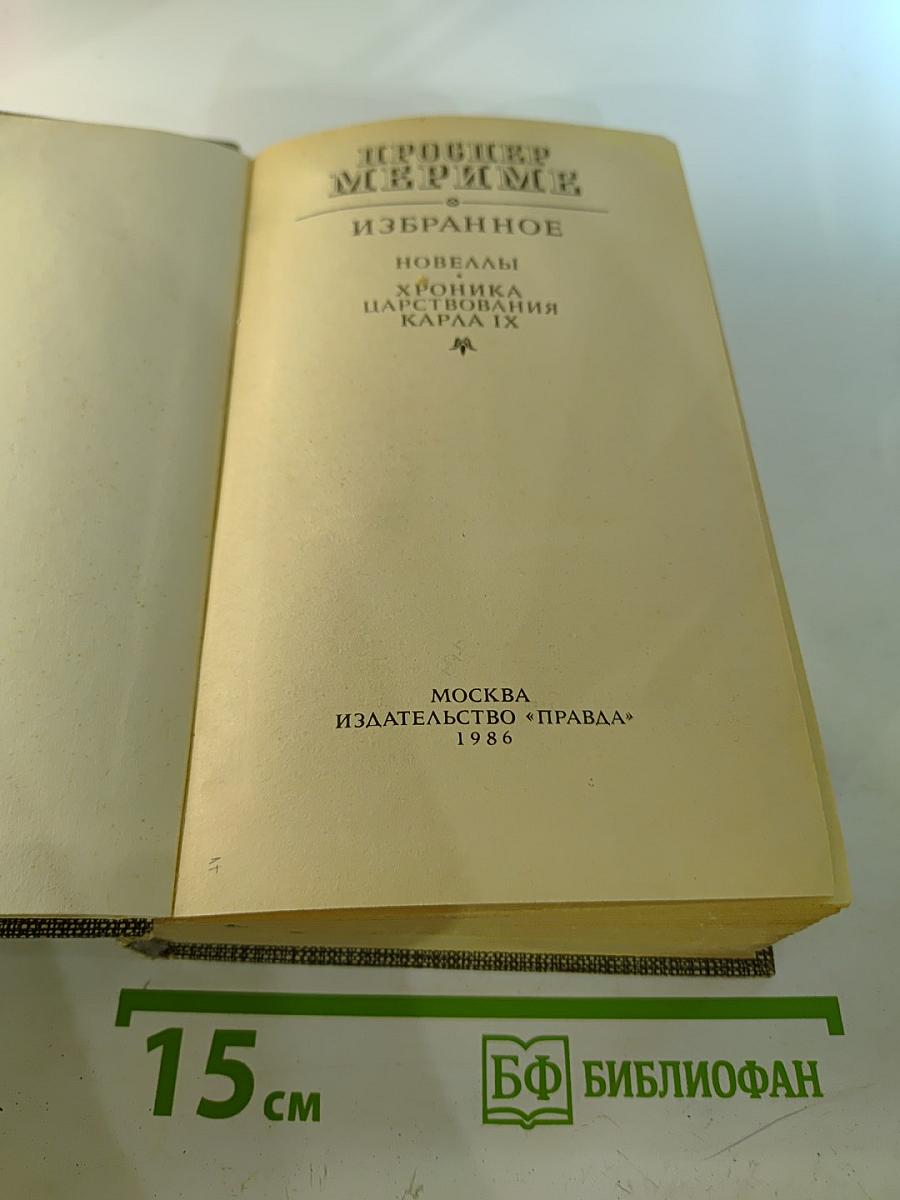 ПРОСПЕР
МЕРИМЕ
ИЗБРАННОЕ
НОВЕЛЛЫ
ХРОНИКА
ЦАРСТВОВАНИЯ
КАРЛА IX
МОСКВА
ИЗДАТЕЛЬСТВО «ПРАВДА»
1986
15 см
БФ БИБЛИОФАН